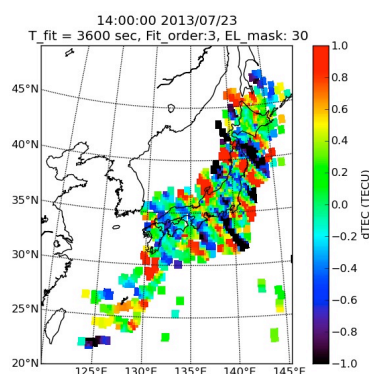 14:00:00 2013/07/23
T_fit = 3600 sec, Fit_order:3, EL_mask: 30
45°N
40°N
35°N
30°N
25°N
20°N
125°E
130°E
135°E
140°E
145°E
1.0
0.8
0.6
0.4
0.2
0.0
−0.2
−0.4
−0.6
−0.8
−1.0
dTEC (TECU)